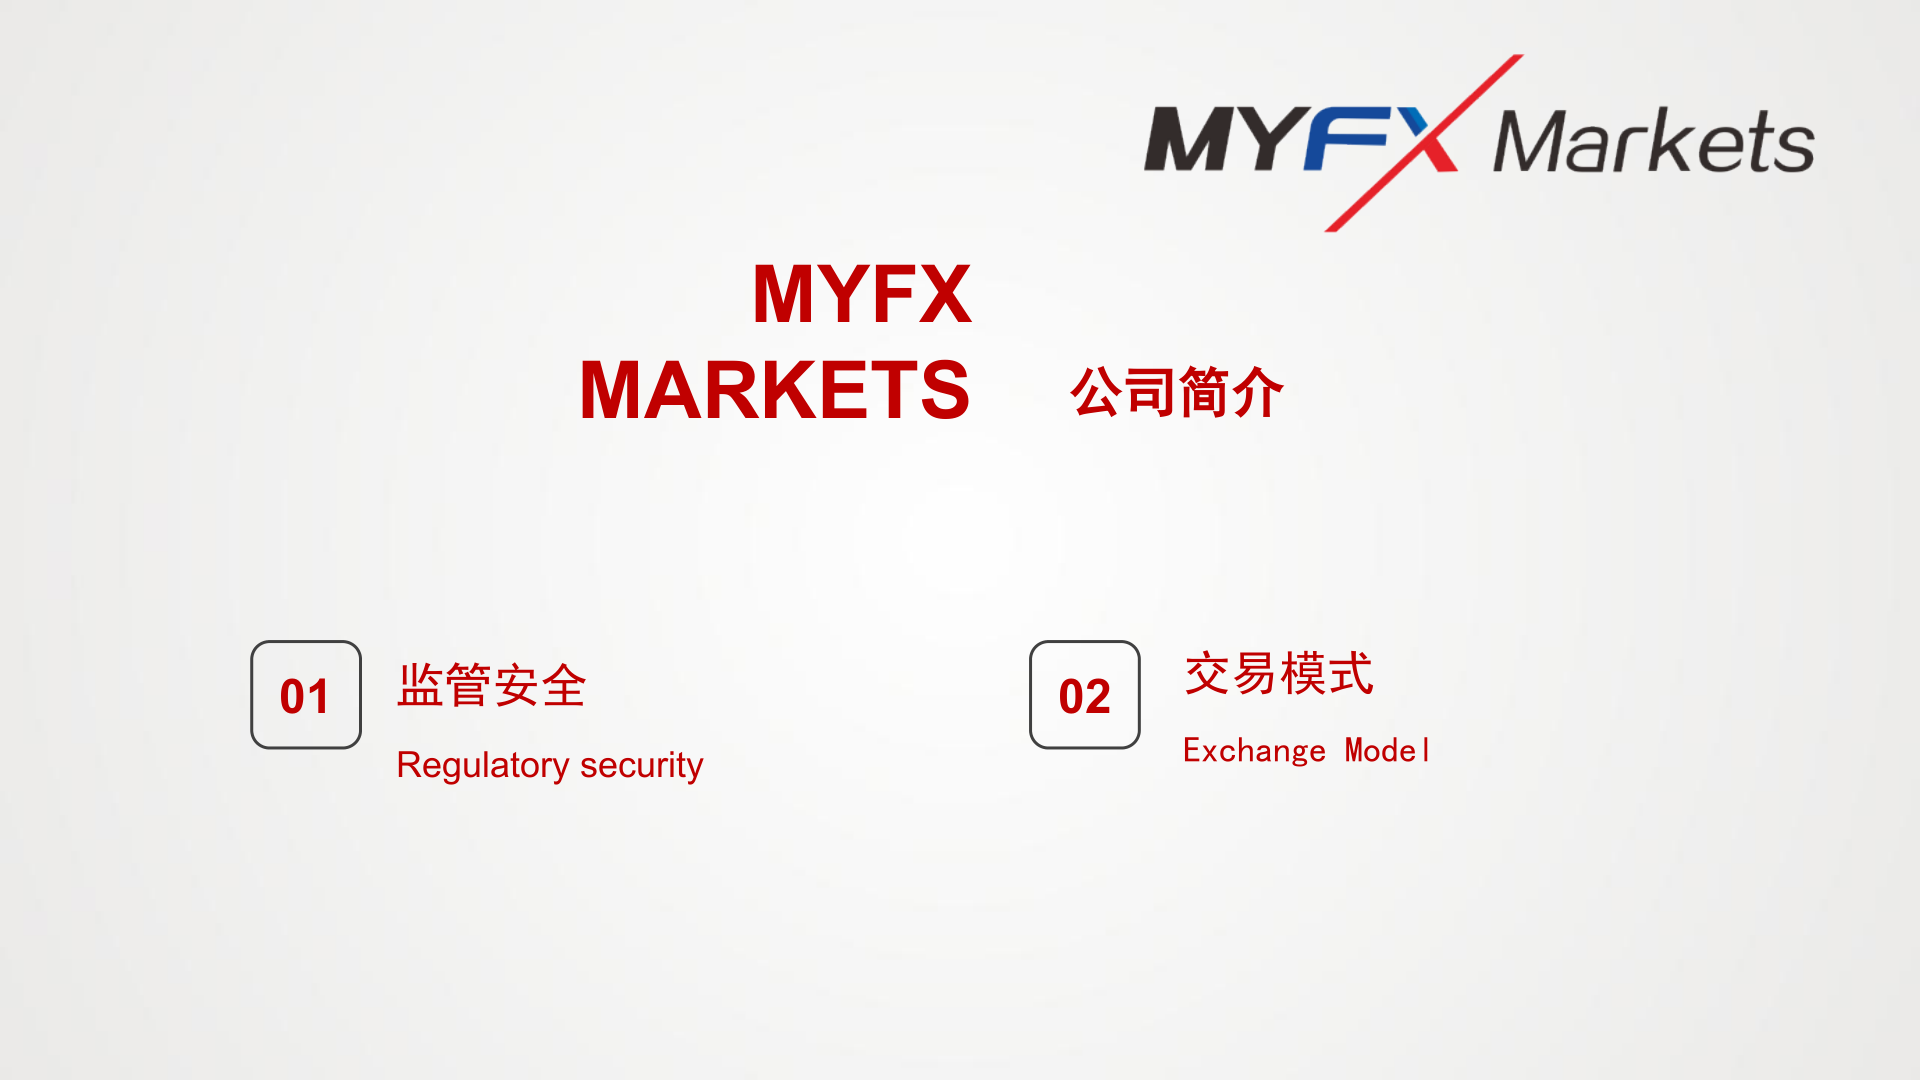 MYFX Markets
MYFX
MARKETS
公司简介
01
监管安全
Regulatory security
02
交易模式
Exchange Model